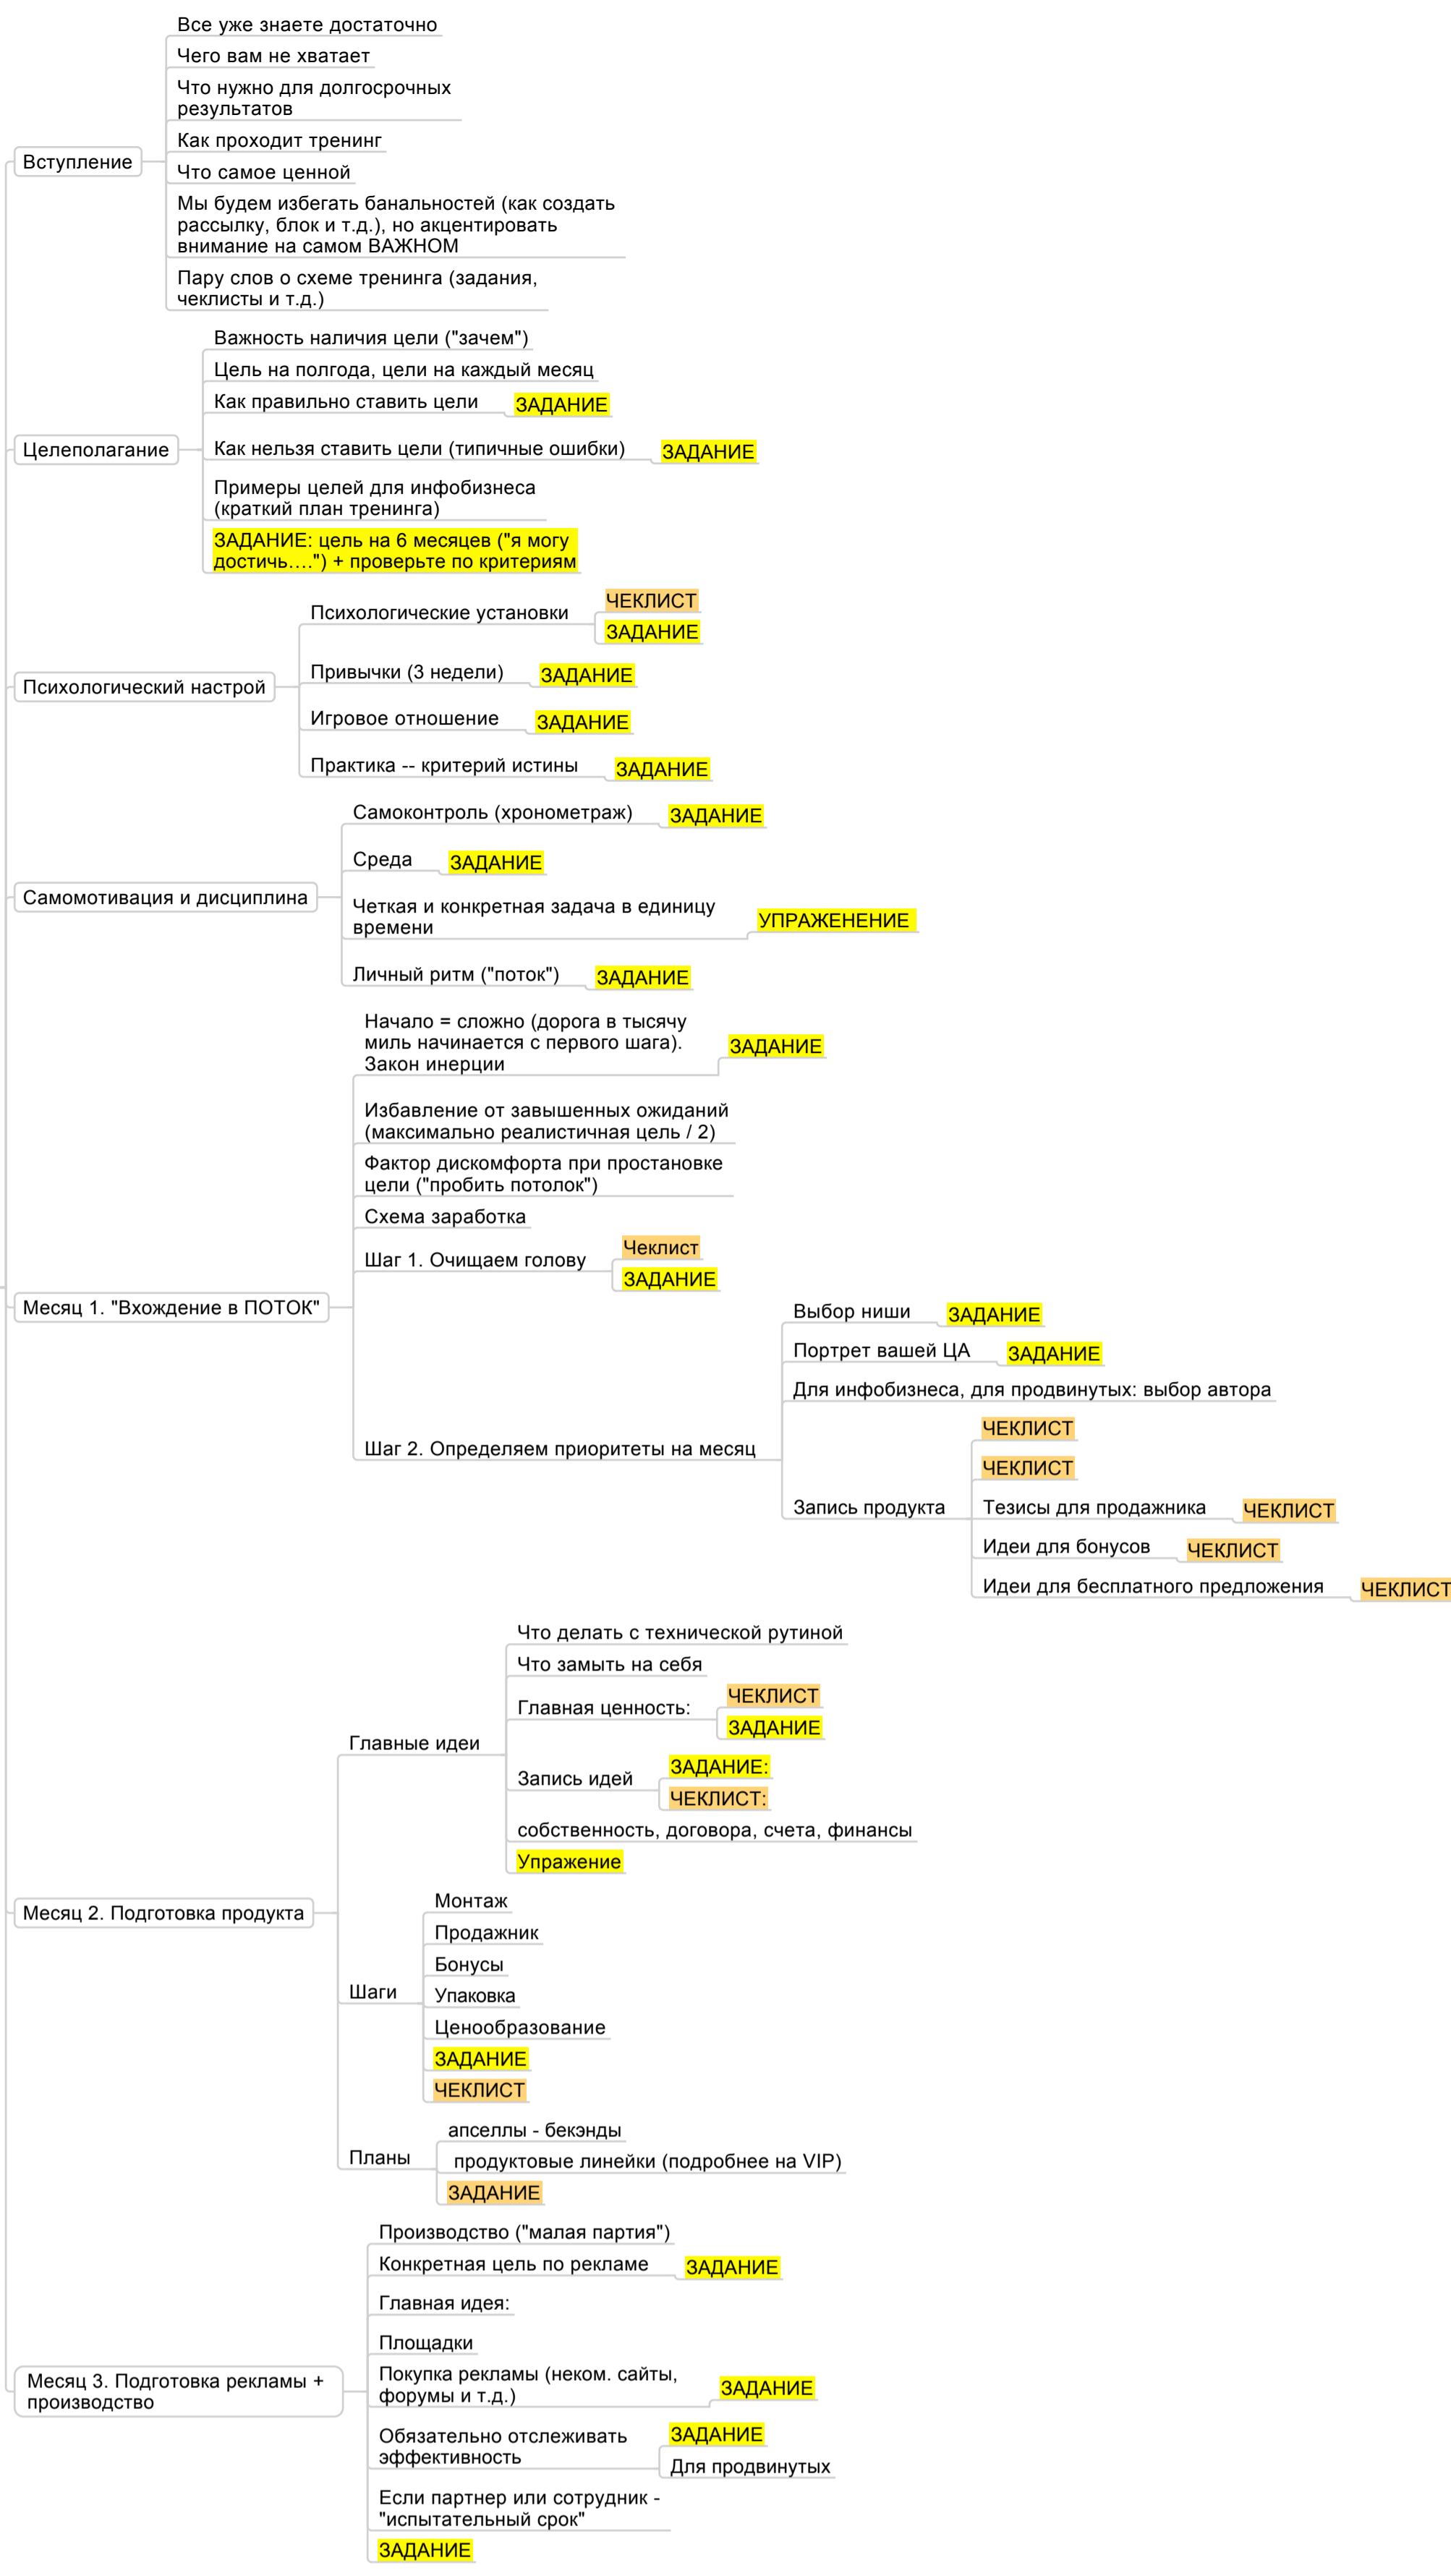 Вступление
Все уже знаете достаточно
Чего вам не хватает
Что нужно для долгосрочных
результатов
Как проходит тренинг
Что самое ценной
Мы будем избегать банальностей (как создать
рассылку, блок и т.д.), но акцентировать
внимание на самом ВАЖНОМ
Пару слов о схеме тренинга (задания,
чеклисты и т.д.)
Целеполагание
Важность наличия цели ("зачем")
Цель на полгода, цели на каждый месяц
Как правильно ставить цели
ЗАДАНИЕ
Как нельзя ставить цели (типичные ошибки)
ЗАДАНИЕ
Примеры целей для инфобизнеса
(краткий план тренинга)
ЗАДАНИЕ: цель на 6 месяцев ("я могу
достичь....") + проверьте по критериям
Психологический настрой
Психологические установки
ЧЕКЛИСТ
ЗАДАНИЕ
Привычки (3 недели)
ЗАДАНИЕ
Игровое отношение
ЗАДАНИЕ
Практика -- критерий истины
ЗАДАНИЕ
Самомотивация и дисциплина
Самоконтроль (хронометраж)
ЗАДАНИЕ
Среда
ЗАДАНИЕ
Четкая и конкретная задача в единицу
времени
УПРАЖЕНЕНИЕ
Личный ритм ("поток")
ЗАДАНИЕ
Месяц 1. "Вхождение в ПОТОК"
Начало = сложно (дорога в тысячу
миль начинается с первого шага).
Закон инерции
ЗАДАНИЕ
Избавление от завышенных ожиданий
(максимально реалистичная цель / 2)
Фактор дискомфорта при простановке
цели ("пробить потолок")
Схема заработка
Шаг 1. Очищаем голову
Чеклист
ЗАДАНИЕ
Шаг 2. Определяем приоритеты на месяц
Выбор ниши
ЗАДАНИЕ
Портрет вашей ЦА
ЗАДАНИЕ
Для инфобизнеса, для продвинутых: выбор автора
Запись продукта
ЧЕКЛИСТ
ЧЕКЛИСТ
Тезисы для продажника
ЧЕКЛИСТ
Идеи для бонусов
ЧЕКЛИСТ
Идеи для бесплатного предложения
ЧЕКЛИСТ
Месяц 2. Подготовка продукта
Главные идеи
Что делать с технической рутиной
Что замыть на себя
Главная ценность:
ЧЕКЛИСТ
ЗАДАНИЕ
Запись идей
ЗАДАНИЕ:
ЧЕКЛИСТ:
собственность, договора, счета, финансы
Упражение
Шаги
Монтаж
Продажник
Бонусы
Упаковка
Ценообразование
ЗАДАНИЕ
ЧЕКЛИСТ
Планы
апселлы - бекэнды
продуктовые линейки (подробнее на VIP)
ЗАДАНИЕ
Месяц 3. Подготовка рекламы +
производство
Производство ("малая партия")
Конкретная цель по рекламе
ЗАДАНИЕ
Главная идея:
Площадки
Покупка рекламы (неком. сайты,
форумы и т.д.)
ЗАДАНИЕ
Обязательно отслеживать
эффективность
ЗАДАНИЕ
Для продвинутых
Если партнер или сотрудник -
"испытательный срок"
ЗАДАНИЕ